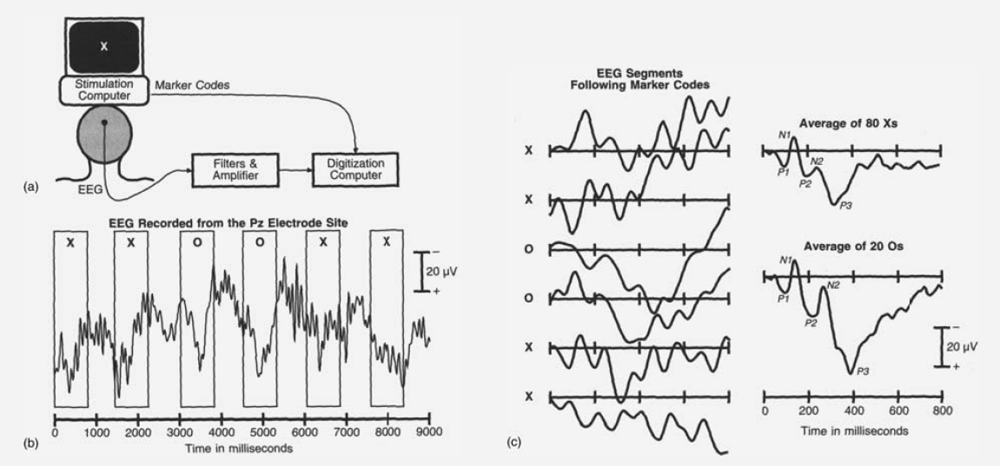 X
Stimulation
Computer
Marker Codes
Filters &
Amplifier
Digitization
Computer
EEG
(a)
EEG Recorded from the Pz Electrode Site
X X O O X X
−
20 μV
+
0 1000 2000 3000 4000 5000 6000 7000 8000 9000
Time in milliseconds
(b)
EEG Segments
Following Marker Codes
X
X
O
O
X
X
(c)
Average of 80 Xs
N1
P1
N2
P2
P3
Average of 20 Os
N1
P1
N2
P2
P3
−
20 μV
+
0 200 400 600 800
Time in milliseconds